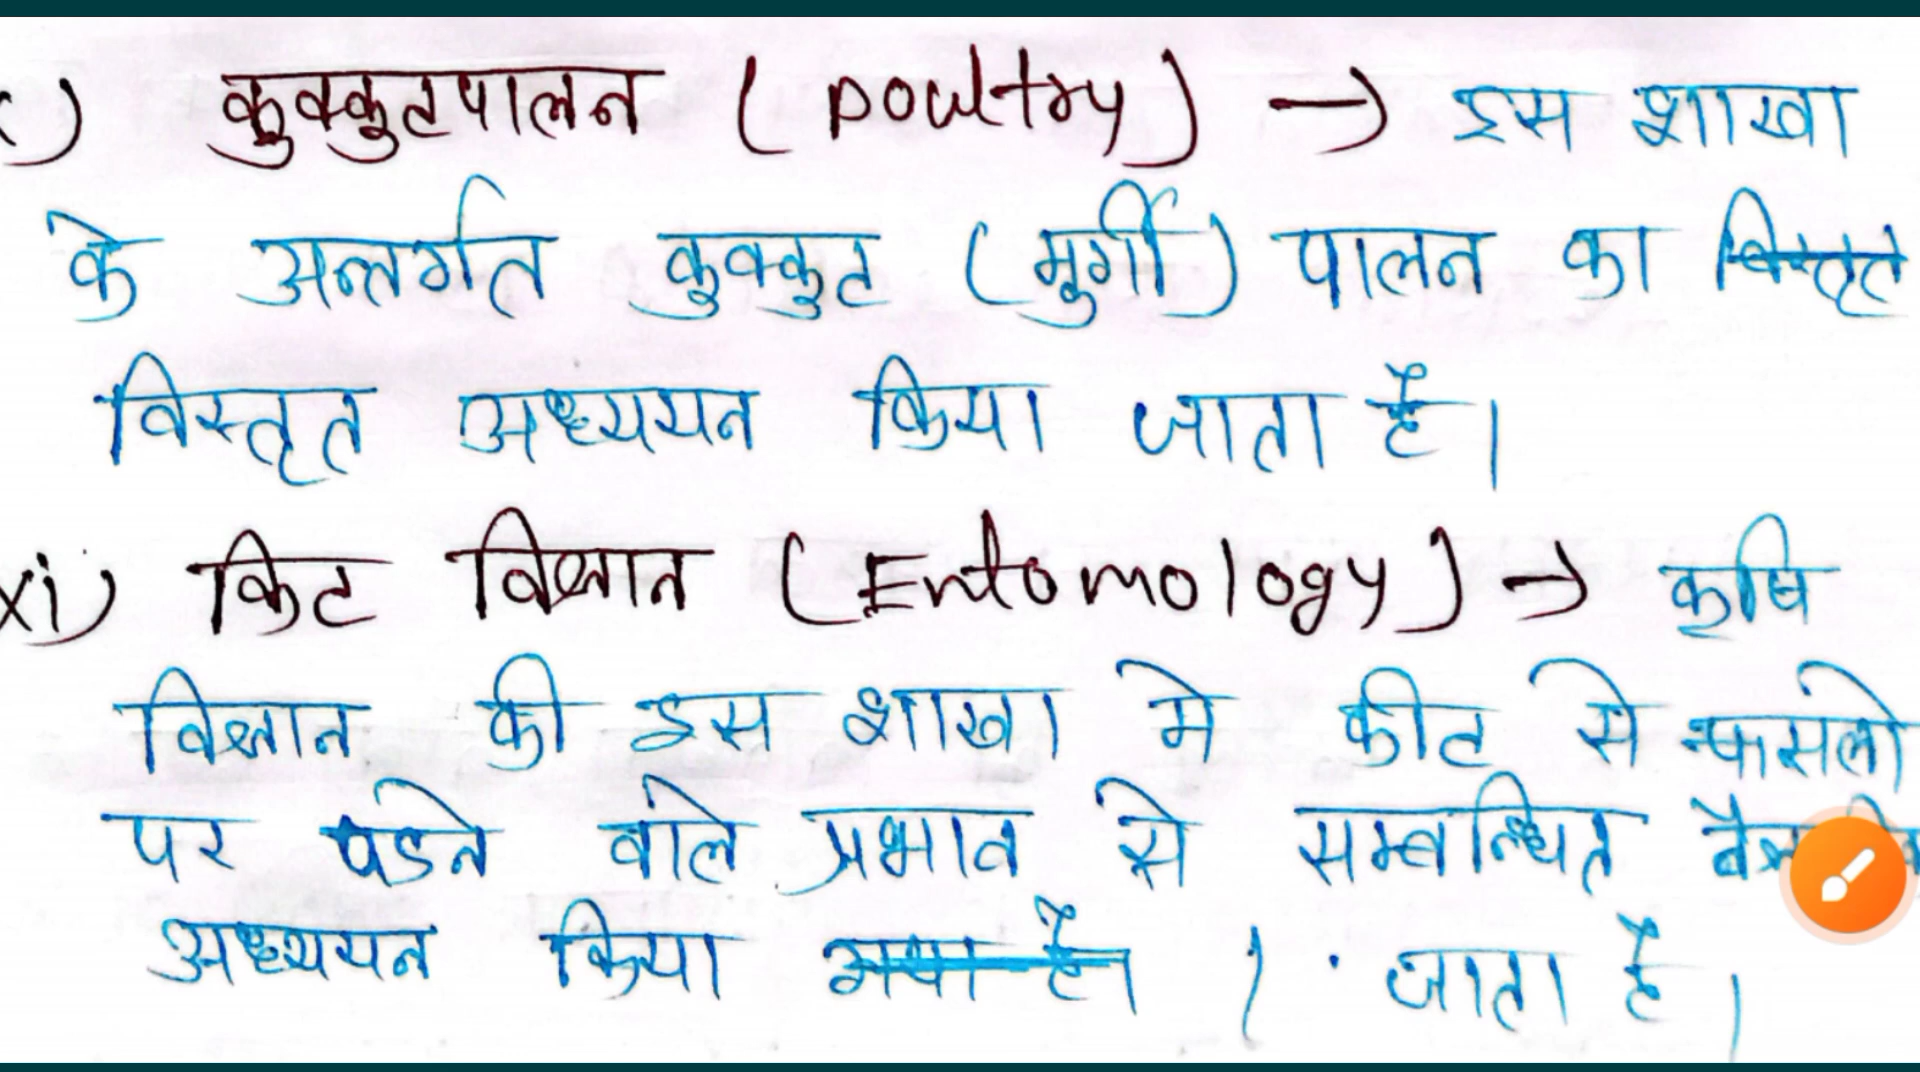 x) कुक्कुटपालन ( poultry ) → इस शाखा
के अन्तर्गत कुक्कुट ( मुर्गी ) पालन का विस्तृत
विस्तृत अध्ययन किया जाता है।
xi) किट विज्ञान ( Entomology ) → कृषि
विज्ञान की इस शाखा मे कीट से फसलो
पर पडने वाले प्रभाव से सम्बन्धित
अध्ययन किया गया है। । जाता है।